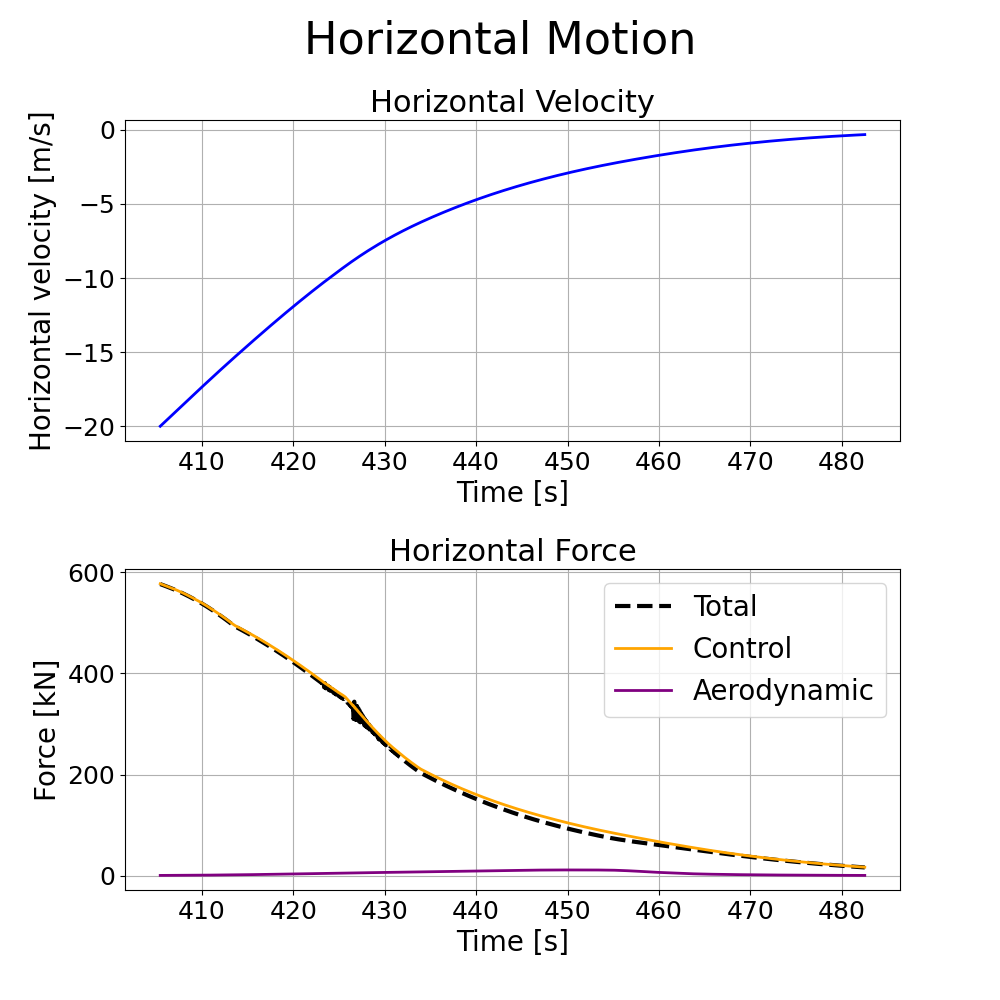 Horizontal Motion
Horizontal Velocity
Horizontal velocity [m/s]
0
−5
−10
−15
−20
410 420 430 440 450 460 470 480
Time [s]
Horizontal Force
Force [kN]
600
400
200
0
Total
Control
Aerodynamic
410 420 430 440 450 460 470 480
Time [s]